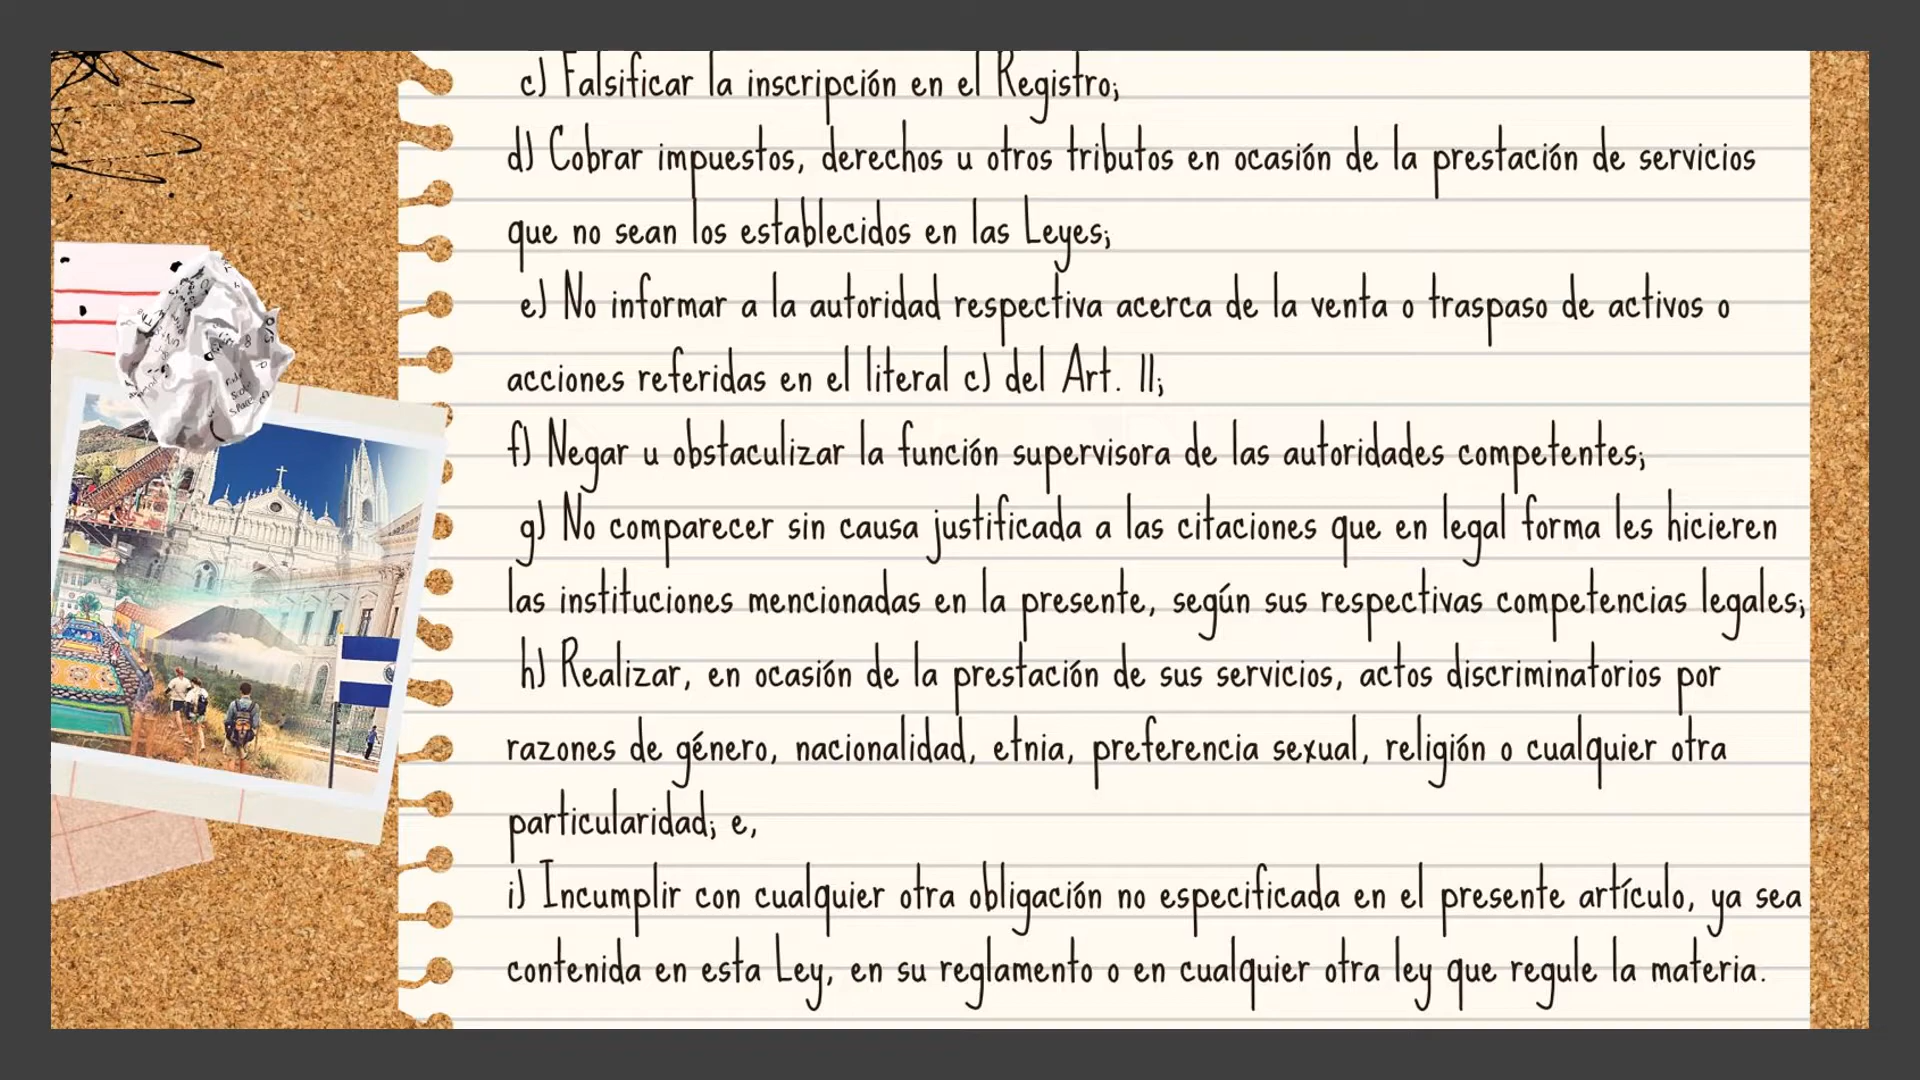 c) Falsificar la inscripción en el Registro;
d) Cobrar impuestos, derechos u otros tributos en ocasión de la prestación de servicios
que no sean los establecidos en las Leyes;
e) No informar a la autoridad respectiva acerca de la venta o traspaso de activos o
acciones referidas en el literal c) del Art. 11;
f) Negar u obstaculizar la función supervisora de las autoridades competentes;
g) No comparecer sin causa justificada a las citaciones que en legal forma les hicieren
las instituciones mencionadas en la presente, según sus respectivas competencias legales;
h) Realizar, en ocasión de la prestación de sus servicios, actos discriminatorios por
razones de género, nacionalidad, etnia, preferencia sexual, religión o cualquier otra
particularidad; e,
i) Incumplir con cualquier otra obligación no especificada en el presente artículo, ya sea
contenida en esta Ley, en su reglamento o en cualquier otra ley que regule la materia.